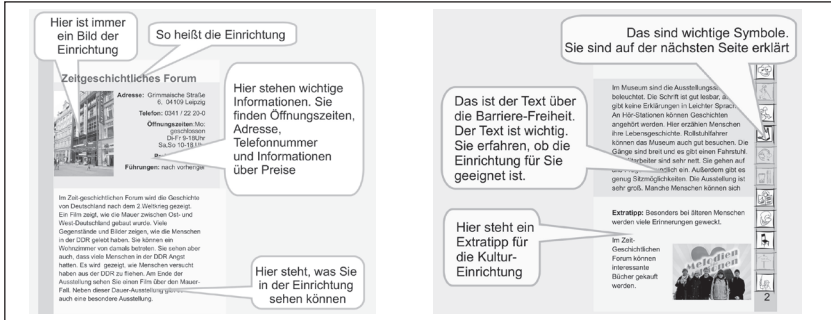 Hier ist immer
ein Bild der
Einrichtung
So heißt die Einrichtung
Zeitgeschichtliches Forum
Adresse: Grimmaische Straße
6, 04109 Leipzig
Telefon: 0341 / 22 20-0
Öffnungszeiten Mo:
geschlossen
Di-Fr 9-18Uhr
Sa,So 10-18 U
Führungen: nach vorherige
Hier stehen wichtige
Informationen. Sie
finden Öffnungszeiten,
Adresse,
Telefonnummer
und Informationen
über Preise
Im Zeit-geschichtlichen Forum wird die Geschichte
von Deutschland nach dem 2.Weltkrieg gezeigt.
Ein Film zeigt, wie die Mauer zwischen Ost- und
West-Deutschland gebaut wurde. Viele
Gegenstände und Bilder zeigen, wie die Menschen
in der DDR gelebt haben. Sie können ein
Wohnzimmer von damals betreten. Sie sehen aber
auch, dass viele Menschen in der DDR Angst
hatten. Es wird gezeigt, wie Menschen versucht
haben aus der DDR zu fliehen. Am Ende der
Ausstellung sehen Sie einen Film über den Mauer-
Fall. Neben dieser Dauer-Ausstellung
auch eine besondere Ausstellung.
Hier steht, was Sie
in der Einrichtung
sehen können
Das sind wichtige Symbole.
Sie sind auf der nächsten Seite erklärt
Das ist der Text über
die Barriere-Freiheit.
Der Text ist wichtig.
Sie erfahren, ob die
Einrichtung für Sie
geeignet ist.
Im Museum sind die
beleuchtet. Die Schrift ist gut lesbar,
gibt keine Erklärungen in Leichter
An Hör-Stationen können Geschichten
angehört werden. Hier erzählen Menschen
ihre Lebensgeschichte. Rollstuhlfahrer
können das Museum auch gut besuchen. Die
Gänge sind breit und es gibt einen Fahrstuhl.
sind sehr nett. Sie gehen auf
ein. Außerdem gibt es
genug Sitzmöglichkeiten. Die Ausstellung ist
sehr groß. Manche Menschen können sich
Hier steht ein
Extratipp für
die Kultur-
Einrichtung
Extratipp: Besonders bei älteren Menschen
werden viele Erinnerungen geweckt.
Im Zeit-
Geschichtlichen
Forum können
interessante
Bücher gekauft
werden.
2